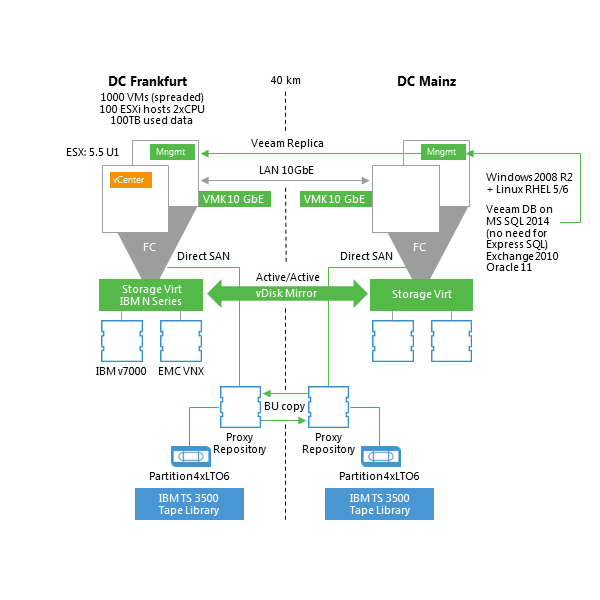 DC Frankfurt
40 km
DC Mainz
1000 VMs (spreaded)
100 ESXi hosts 2xCPU
100TB used data
ESX: 5.5 U1
Mngmt
Veeam Replica
Mngmt
vCenter
LAN 10GbE
VMK10 GbE
VMK10 GbE
Windows 2008 R2
+ Linux RHEL 5/6
Veeam DB on
MS SQL 2014
(no need for
Express SQL)
Exchange 2010
Oracle 11
FC
FC
Direct SAN
Direct SAN
Storage Virt
IBM N Series
Active/Active
vDisk Mirror
Storage Virt
IBM v7000
EMC VNX
BU copy
Proxy
Repository
Proxy
Repository
Partition4xLTO6
Partition4xLTO6
IBM TS 3500
Tape Library
IBM TS 3500
Tape Library